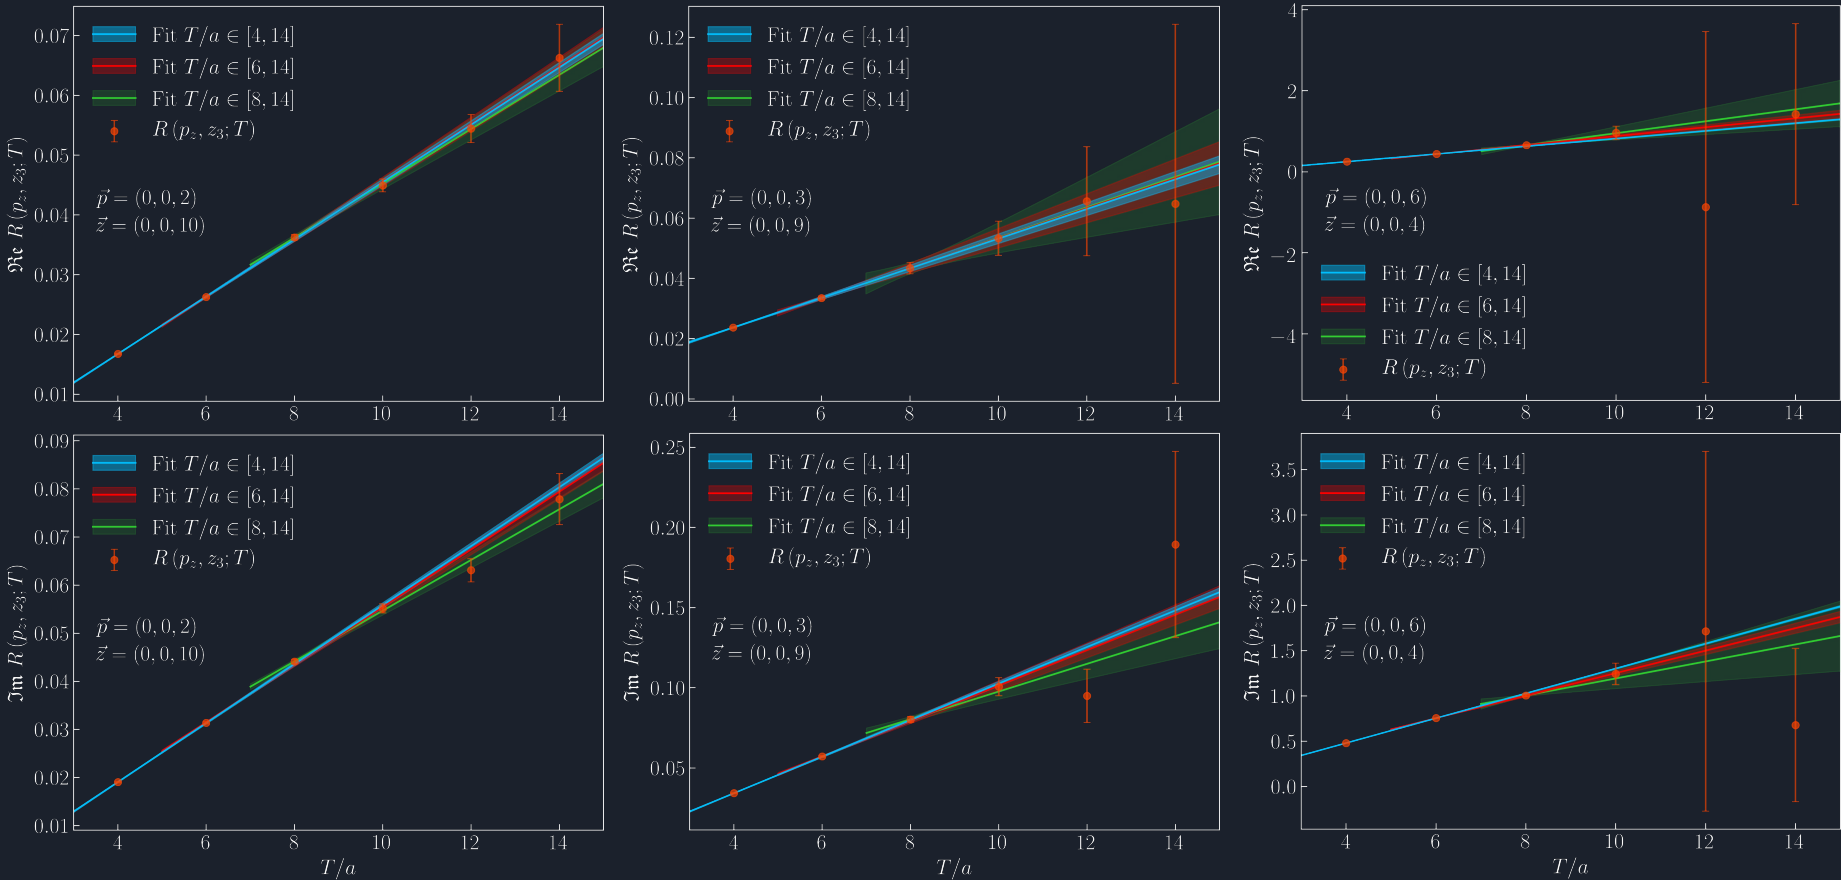 ℜ𝔢 R (p_z, z_3; T)
0.07
0.06
0.05
0.04
0.03
0.02
0.01
Fit T/a ∈ [4, 14]
Fit T/a ∈ [6, 14]
Fit T/a ∈ [8, 14]
R (p_z, z_3; T)
p⃗ = (0, 0, 2)
z⃗ = (0, 0, 10)
4 6 8 10 12 14
ℜ𝔢 R (p_z, z_3; T)
0.12
0.10
0.08
0.06
0.04
0.02
0.00
Fit T/a ∈ [4, 14]
Fit T/a ∈ [6, 14]
Fit T/a ∈ [8, 14]
R (p_z, z_3; T)
p⃗ = (0, 0, 3)
z⃗ = (0, 0, 9)
4 6 8 10 12 14
ℜ𝔢 R (p_z, z_3; T)
4
2
0
−2
−4
p⃗ = (0, 0, 6)
z⃗ = (0, 0, 4)
Fit T/a ∈ [4, 14]
Fit T/a ∈ [6, 14]
Fit T/a ∈ [8, 14]
R (p_z, z_3; T)
4 6 8 10 12 14
ℑ𝔪 R (p_z, z_3; T)
0.09
0.08
0.07
0.06
0.05
0.04
0.03
0.02
0.01
Fit T/a ∈ [4, 14]
Fit T/a ∈ [6, 14]
Fit T/a ∈ [8, 14]
R (p_z, z_3; T)
p⃗ = (0, 0, 2)
z⃗ = (0, 0, 10)
4 6 8 10 12 14
T/a
ℑ𝔪 R (p_z, z_3; T)
0.25
0.20
0.15
0.10
0.05
Fit T/a ∈ [4, 14]
Fit T/a ∈ [6, 14]
Fit T/a ∈ [8, 14]
R (p_z, z_3; T)
p⃗ = (0, 0, 3)
z⃗ = (0, 0, 9)
4 6 8 10 12 14
T/a
ℑ𝔪 R (p_z, z_3; T)
3.5
3.0
2.5
2.0
1.5
1.0
0.5
0.0
Fit T/a ∈ [4, 14]
Fit T/a ∈ [6, 14]
Fit T/a ∈ [8, 14]
R (p_z, z_3; T)
p⃗ = (0, 0, 6)
z⃗ = (0, 0, 4)
4 6 8 10 12 14
T/a